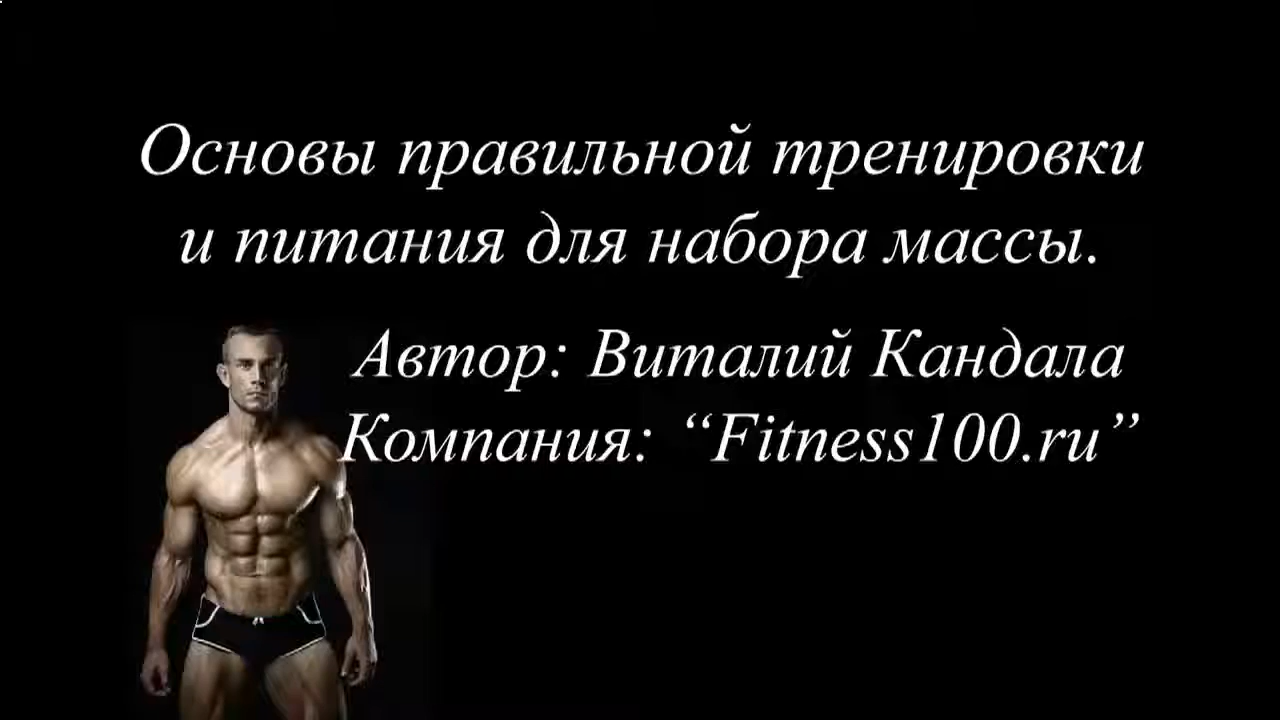 Основы правильной тренировки
и питания для набора массы.
Автор: Виталий Кандала
Компания: “Fitness100.ru”